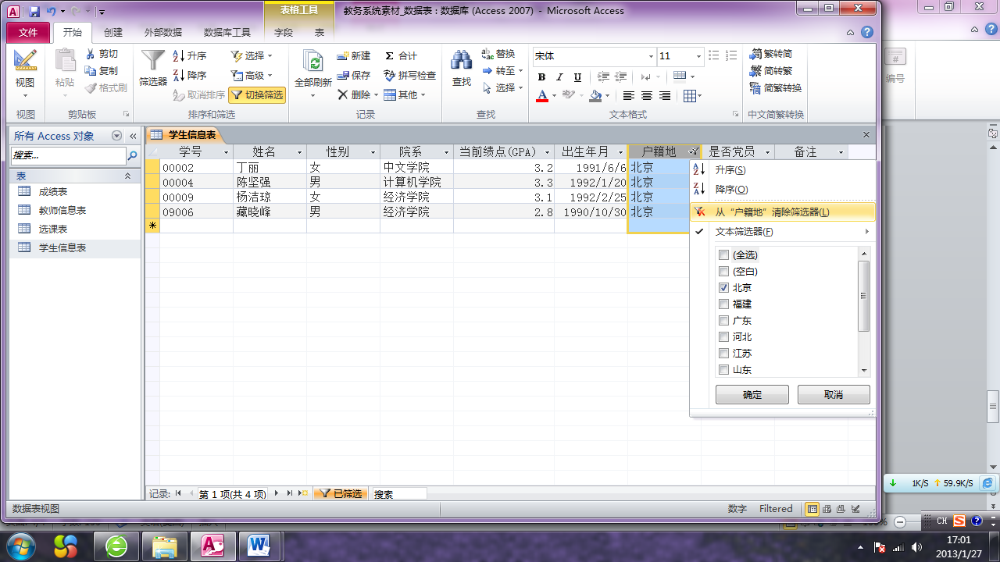 表格工具
教务系统素材_数据表 : 数据库 (Access 2007) - Microsoft Access
文件 开始 创建 外部数据 数据库工具 字段 表
视图
视图
粘贴
剪切
复制
格式刷
剪贴板
筛选器
升序
降序
取消排序
选择
高级
切换筛选
排序和筛选
全部刷新
新建
保存
删除
合计
拼写检查
其他
记录
查找
替换
转至
选择
查找
宋体 11
B I U
A
文本格式
繁转简
简转繁
简繁转换
中文简繁转换
编号
所有 Access 对象
搜索...
表
成绩表
教师信息表
选课表
学生信息表
学生信息表
学号 姓名 性别 院系 当前绩点(GPA) 出生年月 户籍地 是否党员 备注
00002 丁丽 女 中文学院 3.2 1991/6/6 北京
00004 陈坚强 男 计算机学院 3.3 1992/1/20 北京
00009 杨洁琼 女 经济学院 3.1 1992/2/25 北京
09006 藏晓峰 男 经济学院 2.8 1990/10/30 北京
升序(S)
降序(O)
从“户籍地”清除筛选器(L)
文本筛选器(F)
(全选)
(空白)
北京
福建
广东
河北
江苏
山东
确定 取消
记录: 第 1 项(共 4 项) 已筛选 搜索
数据表视图 数字 Filtered
1K/S 59.9K/S
CH
17:01
2013/1/27